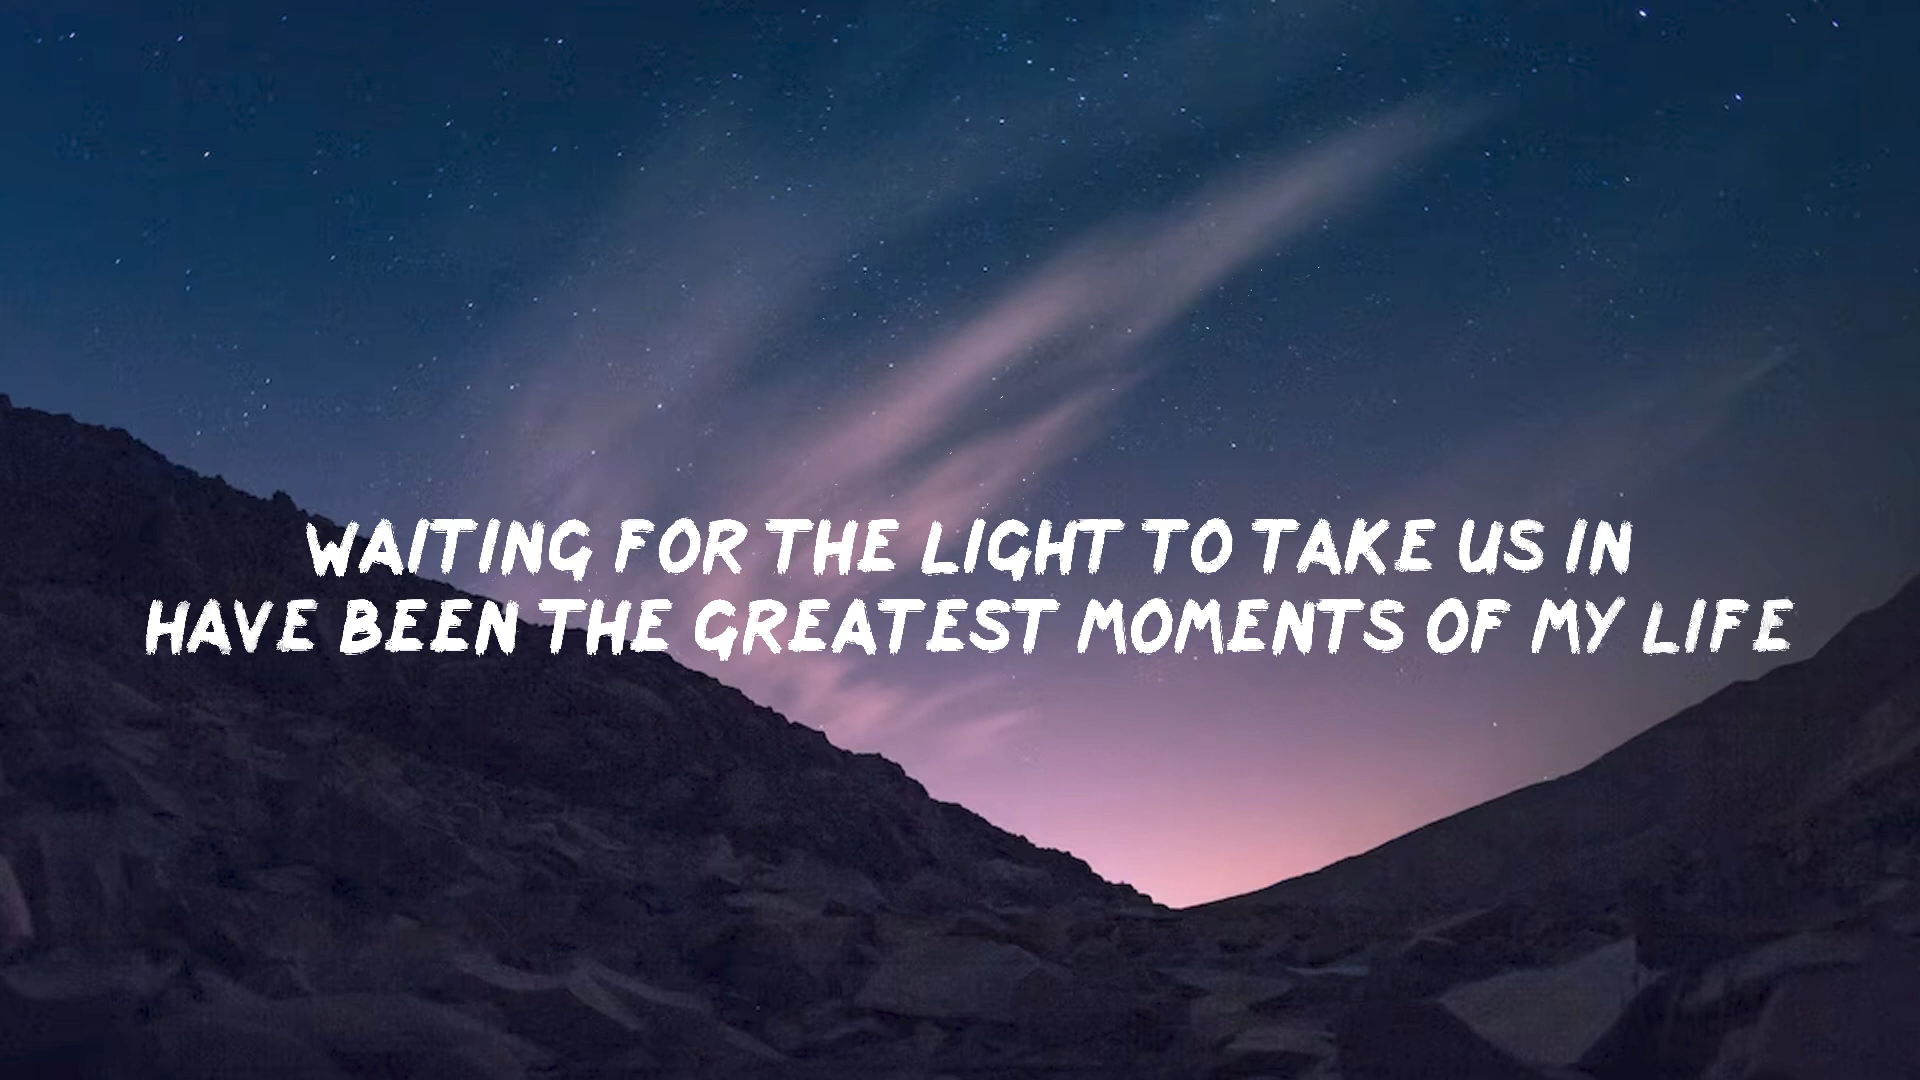 WAITING FOR THE LIGHT TO TAKE US IN
HAVE BEEN THE GREATEST MOMENTS OF MY LIFE